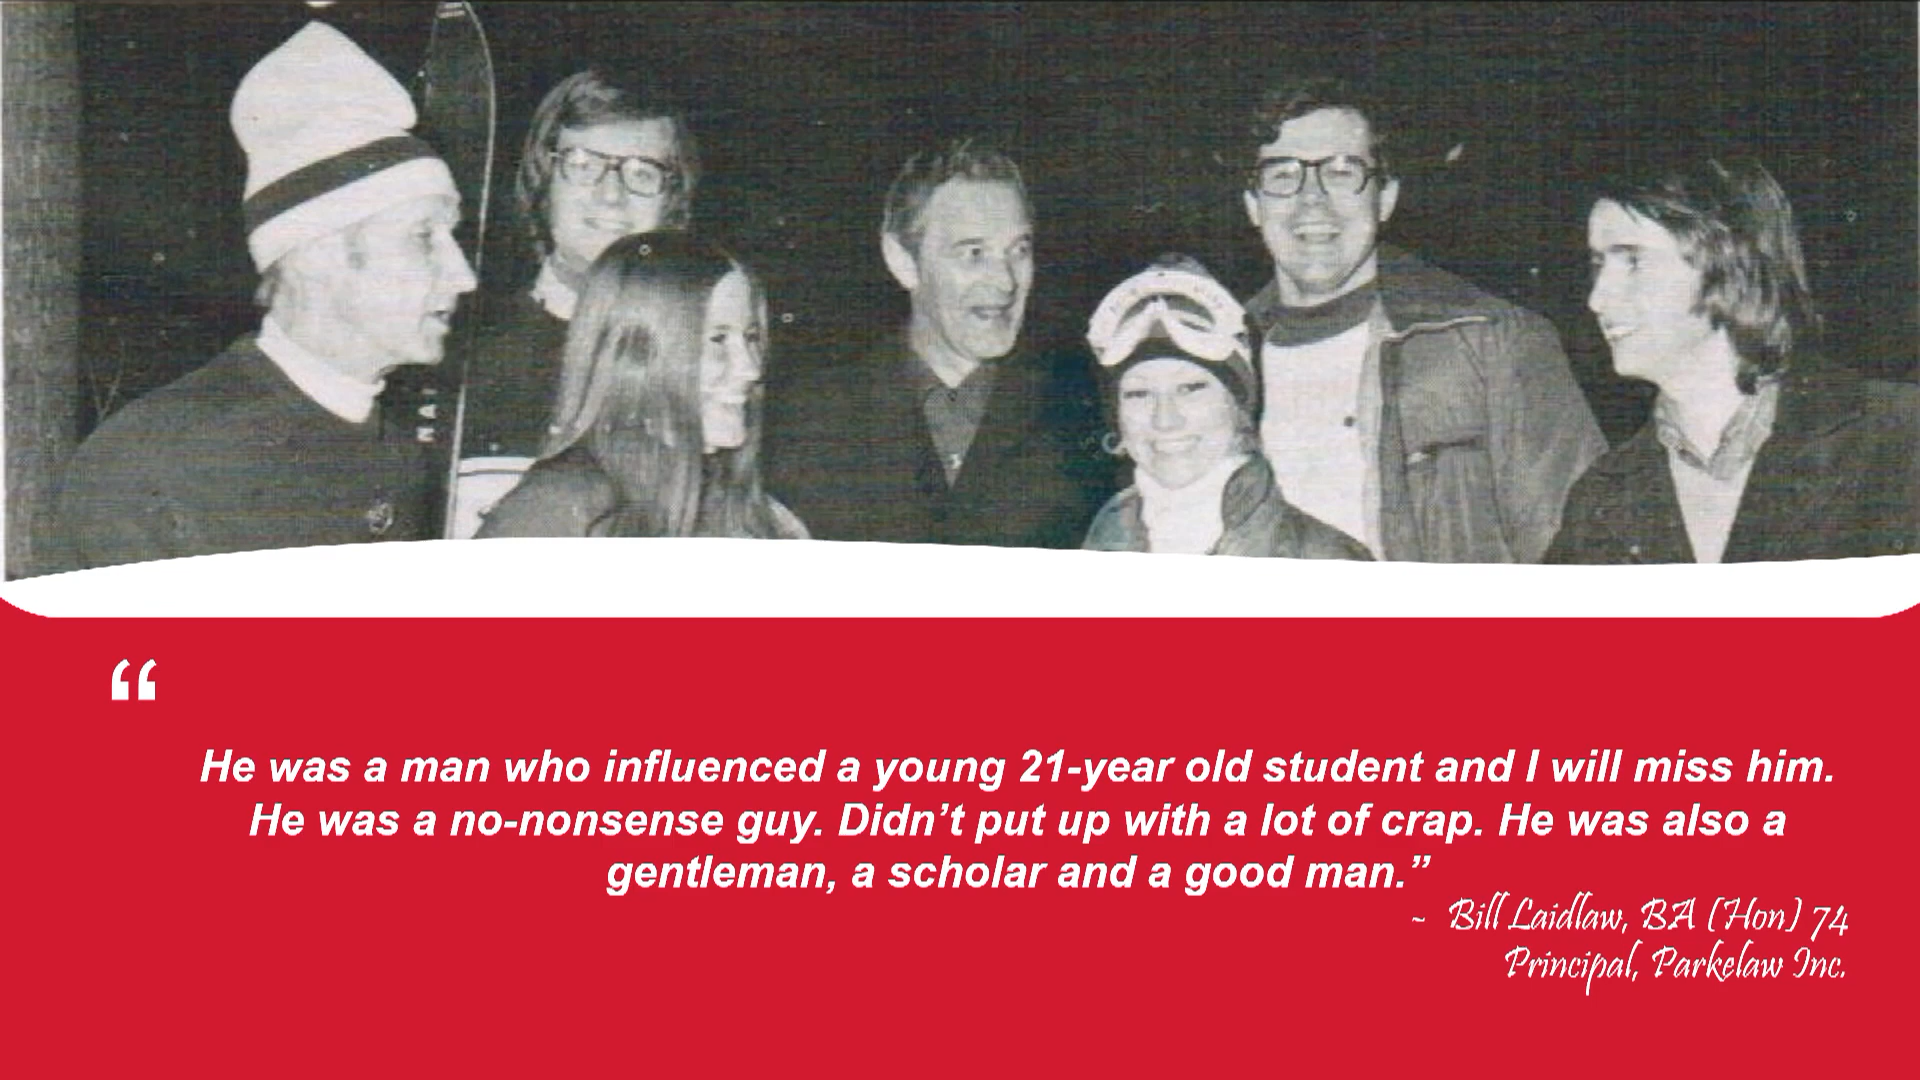 “
He was a man who influenced a young 21-year old student and I will miss him.
He was a no-nonsense guy. Didn’t put up with a lot of crap. He was also a
gentleman, a scholar and a good man.”
~ Bill Laidlaw, BA (Hon) 74
Principal, Parkelaw Inc.